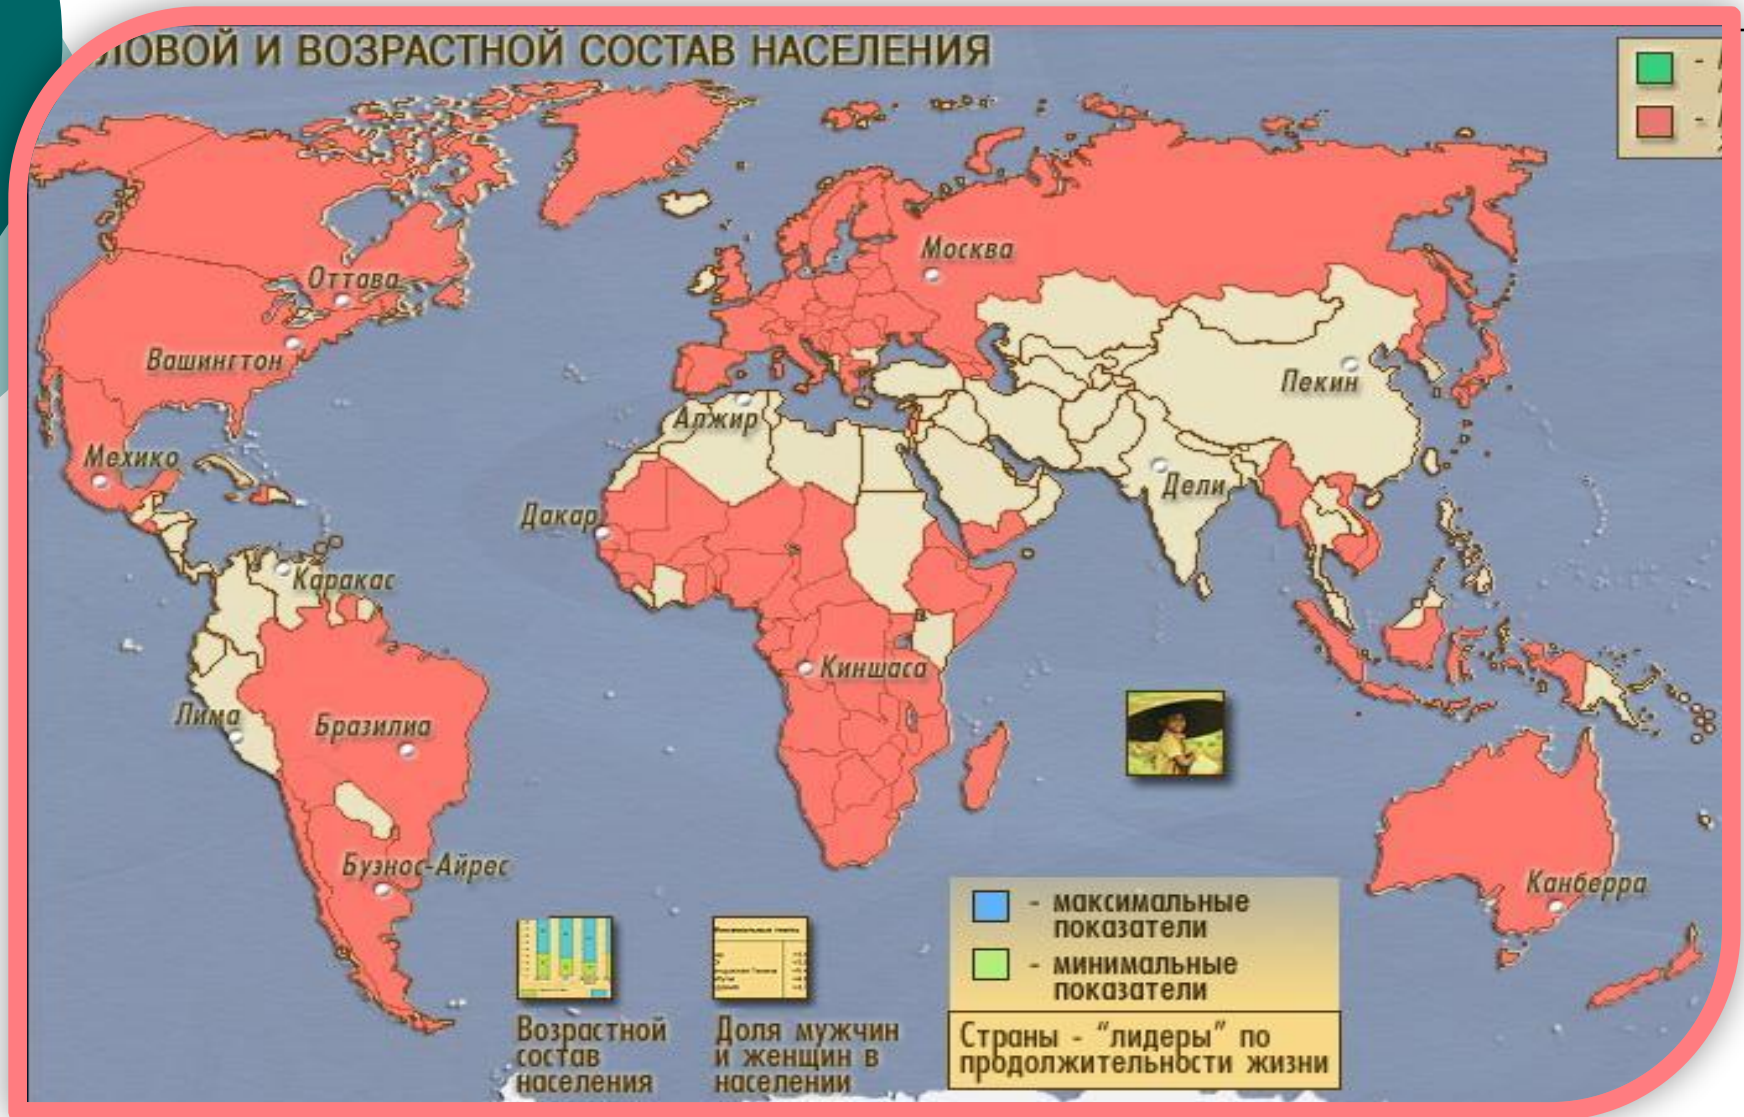 ЛОВОЙ И ВОЗРАСТНОЙ СОСТАВ НАСЕЛЕНИЯ
-
-
Москва
Оттава
Вашингтон
Пекин
Алжир
Мехико
Дели
Дакар
Каракас
Киншаса
Лима
Бразилиа
Буэнос-Айрес
Канберра
- максимальные
показатели
- минимальные
показатели
Страны - "лидеры" по
продолжительности жизни
Возрастной
состав
населения
Доля мужчин
и женщин в
населении